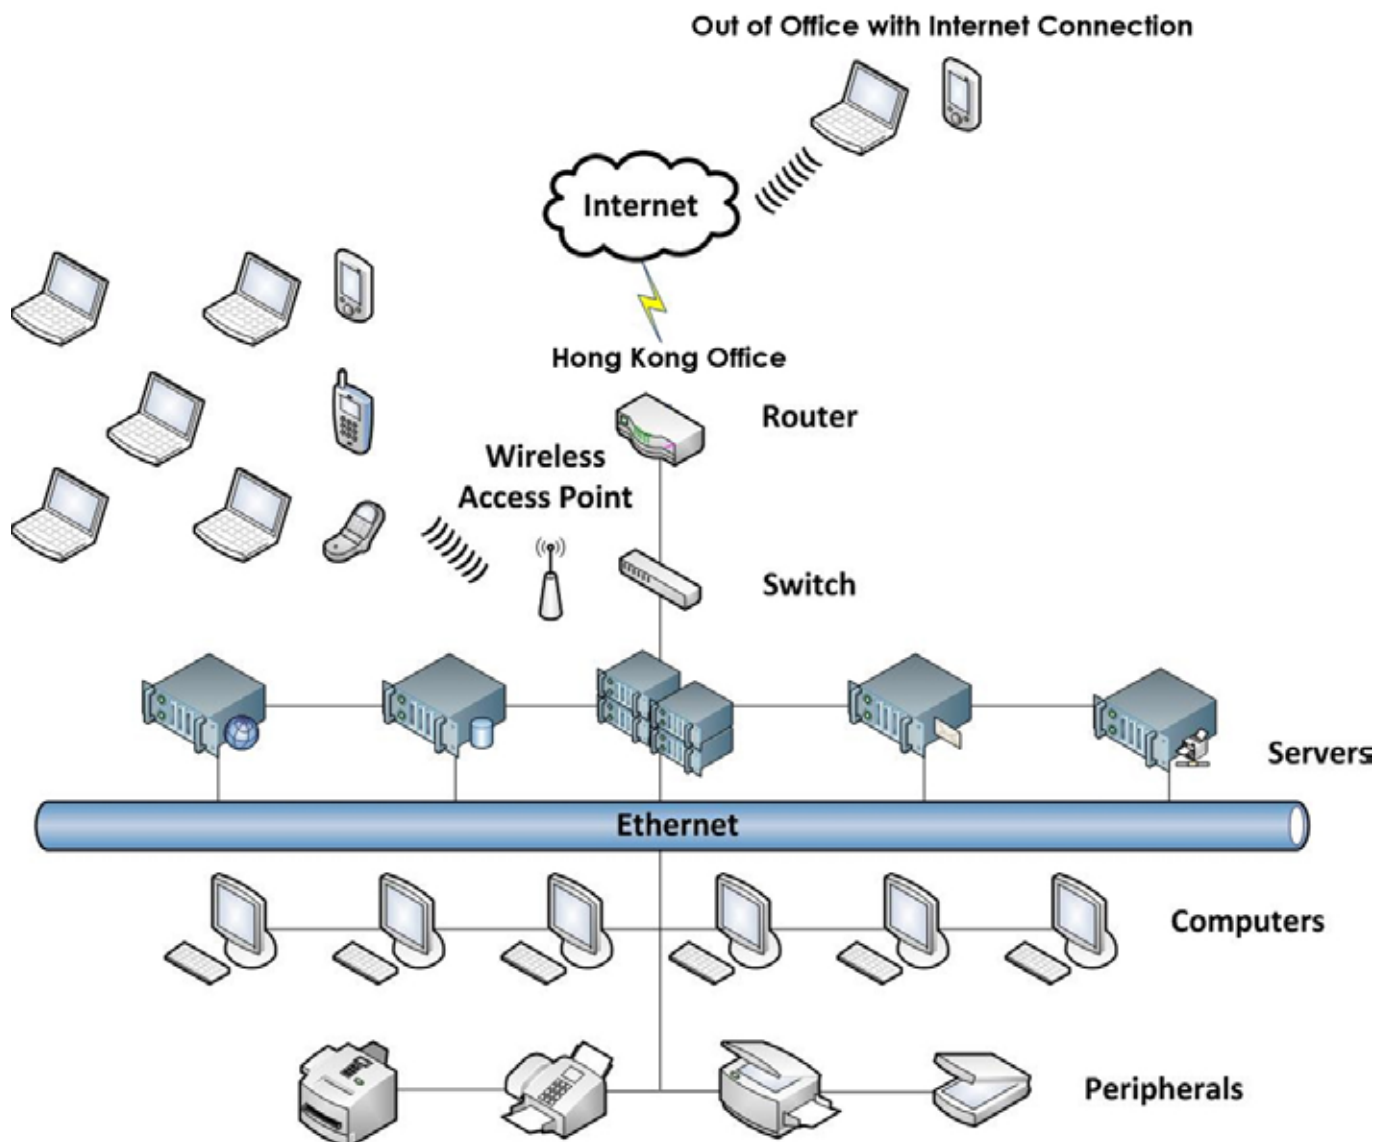 Out of Office with Internet Connection
Internet
Hong Kong Office
Router
Wireless
Access Point
Switch
Servers
Ethernet
Computers
Peripherals